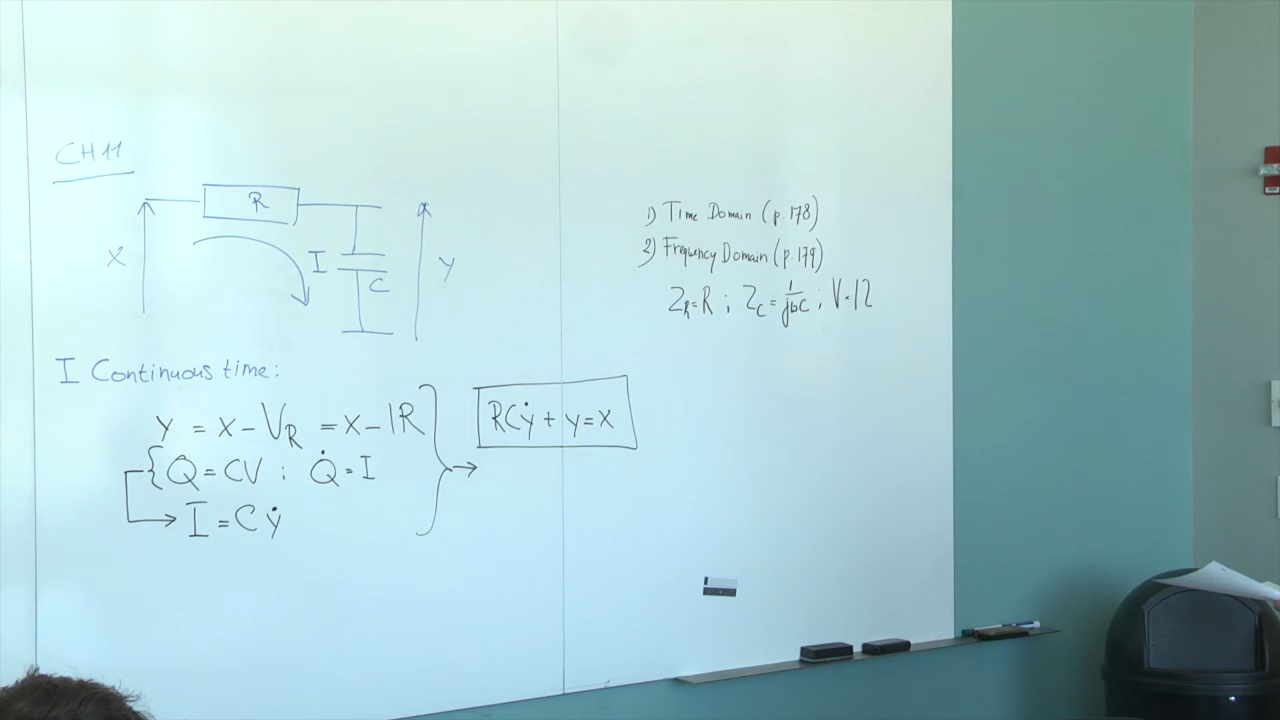 CH11
R
X
I
C
Y
I Continuous time:
Y = X - V_R = X - IR
Q = CV ; Q̇ = I
I = Cẏ
RCẏ + y = x
1) Time Domain (p. 178)
2) Frequency Domain (p. 179)
Z_R = R ; Z_C = 1/jωC ; V = IZ